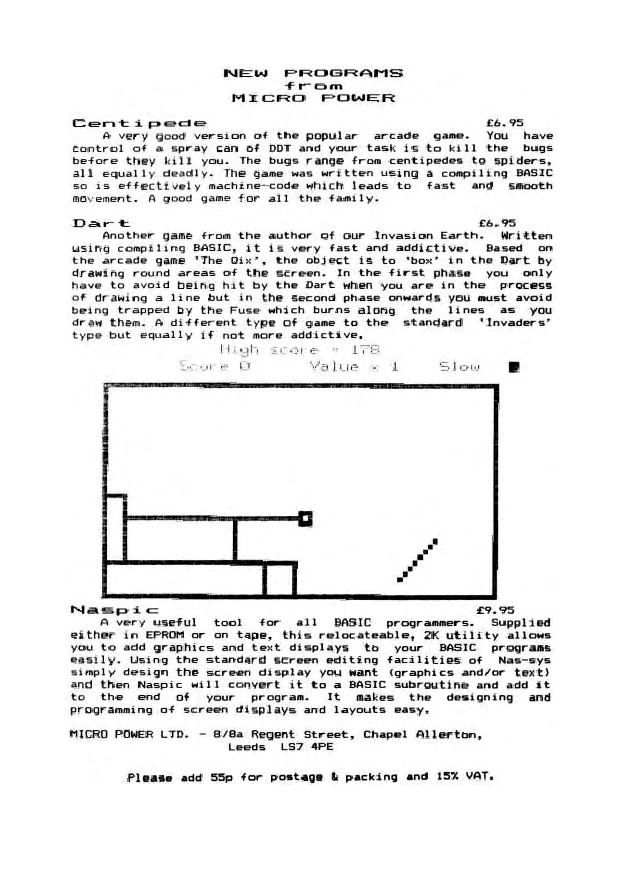 NEW PROGRAMS
from
MICRO POWER
Centipede £6.95
A very good version of the popular arcade game. You have
control of a spray can of DDT and your task is to kill the bugs
before they kill you. The bugs range from centipedes to spiders,
all equally deadly. The game was written using a compiling BASIC
so is effectively machine-code which leads to fast and smooth
movement. A good game for all the family.
Dart £6.95
Another game from the author of our Invasion Earth. Written
using compiling BASIC, it is very fast and addictive. Based on
the arcade game 'The Qix', the object is to 'box' in the Dart by
drawing round areas of the screen. In the first phase you only
have to avoid being hit by the Dart when you are in the process
of drawing a line but in the second phase onwards you must avoid
being trapped by the Fuse which burns along the lines as you
draw them. A different type of game to the standard 'Invaders'
type but equally if not more addictive.
High score = 178
Score 0 Value x 1 Slow
Naspic £9.95
A very useful tool for all BASIC programmers. Supplied
either in EPROM or on tape, this relocateable, 2K utility allows
you to add graphics and text displays to your BASIC programs
easily. Using the standard screen editing facilities of Nas-sys
simply design the screen display you want (graphics and/or text)
and then Naspic will convert it to a BASIC subroutine and add it
to the end of your program. It makes the designing and
programming of screen displays and layouts easy.
MICRO POWER LTD. - 8/8a Regent Street, Chapel Allerton,
Leeds LS7 4PE
Please add 55p for postage & packing and 15% VAT.